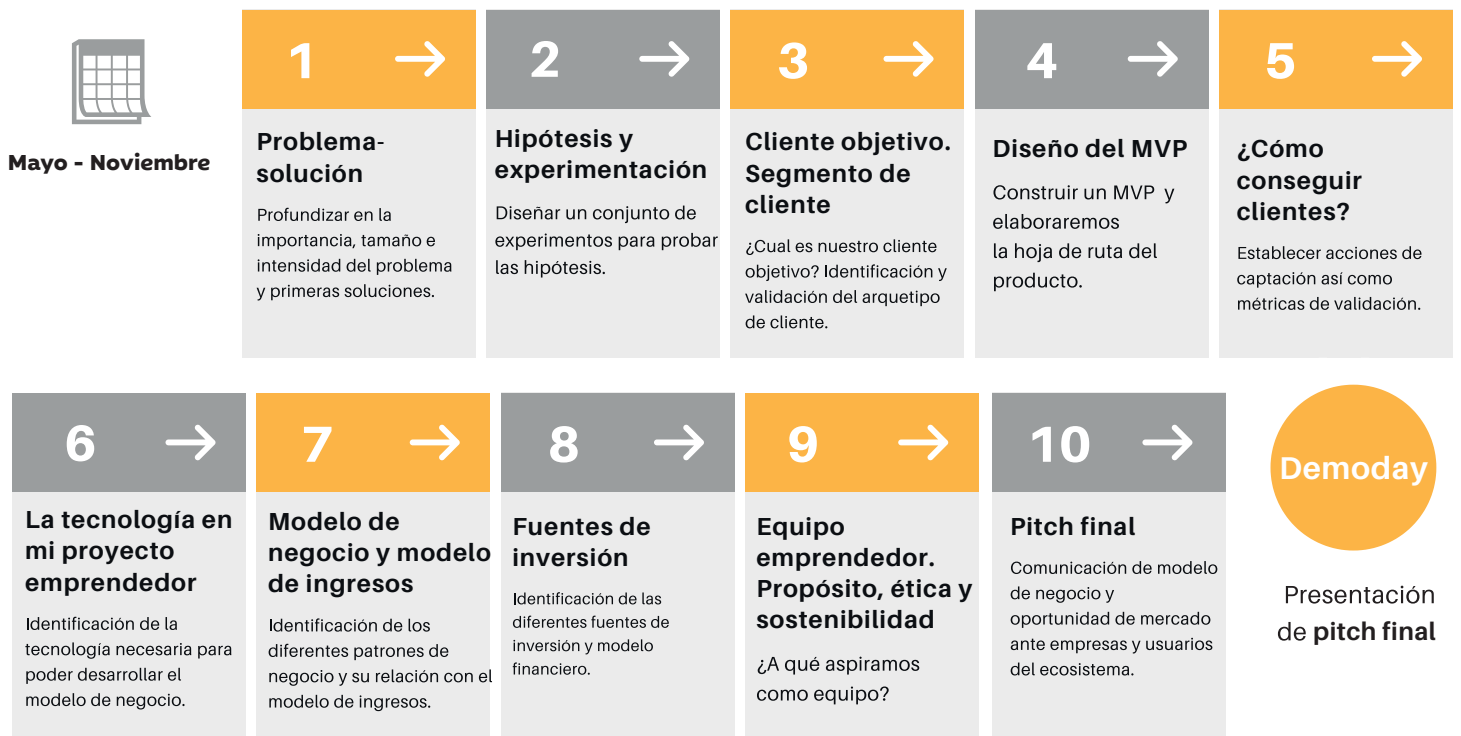 Mayo - Noviembre
1
Problema-
solución
Profundizar en la
importancia, tamaño e
intensidad del problema
y primeras soluciones.
2
Hipótesis y
experimentación
Diseñar un conjunto de
experimentos para probar
las hipótesis.
3
Cliente objetivo.
Segmento de
cliente
¿Cual es nuestro cliente
objetivo? Identificación y
validación del arquetipo
de cliente.
4
Diseño del MVP
Construir un MVP y
elaboraremos
la hoja de ruta del
producto.
5
¿Cómo
conseguir
clientes?
Establecer acciones de
captación así como
métricas de validación.
6
La tecnología en
mi proyecto
emprendedor
Identificación de la
tecnología necesaria para
poder desarrollar el
modelo de negocio.
7
Modelo de
negocio y modelo
de ingresos
Identificación de los
diferentes patrones de
negocio y su relación con el
modelo de ingresos.
8
Fuentes de
inversión
Identificación de las
diferentes fuentes de
inversión y modelo
financiero.
9
Equipo
emprendedor.
Propósito, ética y
sostenibilidad
¿A qué aspiramos
como equipo?
10
Pitch final
Comunicación de modelo
de negocio y
oportunidad de mercado
ante empresas y usuarios
del ecosistema.
Demoday
Presentación
de pitch final